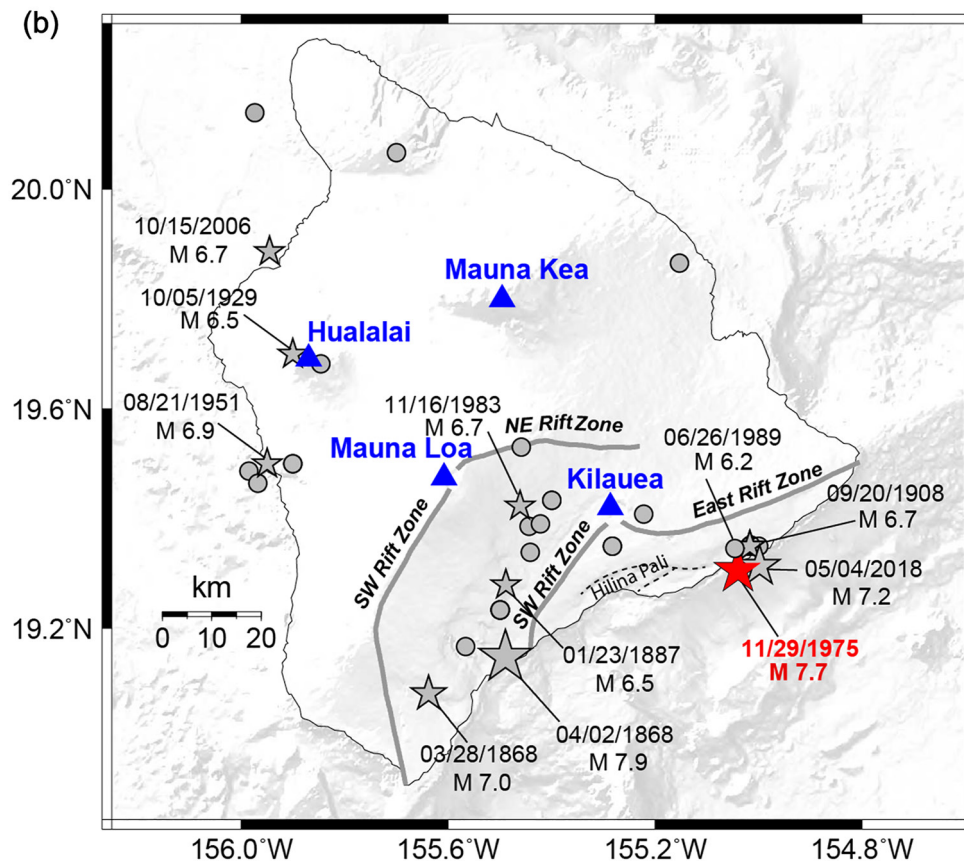 (b)
20.0°N
19.6°N
19.2°N
10/15/2006
M 6.7
10/05/1929
M 6.5
Hualalai
Mauna Kea
08/21/1951
M 6.9
11/16/1983
M 6.7
NE Rift Zone
Mauna Loa
06/26/1989
M 6.2
Kilauea
East Rift Zone
09/20/1908
M 6.7
SW Rift Zone
SW Rift Zone
Hilina Pali
05/04/2018
M 7.2
km
0 10 20
01/23/1887
M 6.5
11/29/1975
M 7.7
04/02/1868
M 7.9
03/28/1868
M 7.0
156.0°W
155.6°W
155.2°W
154.8°W